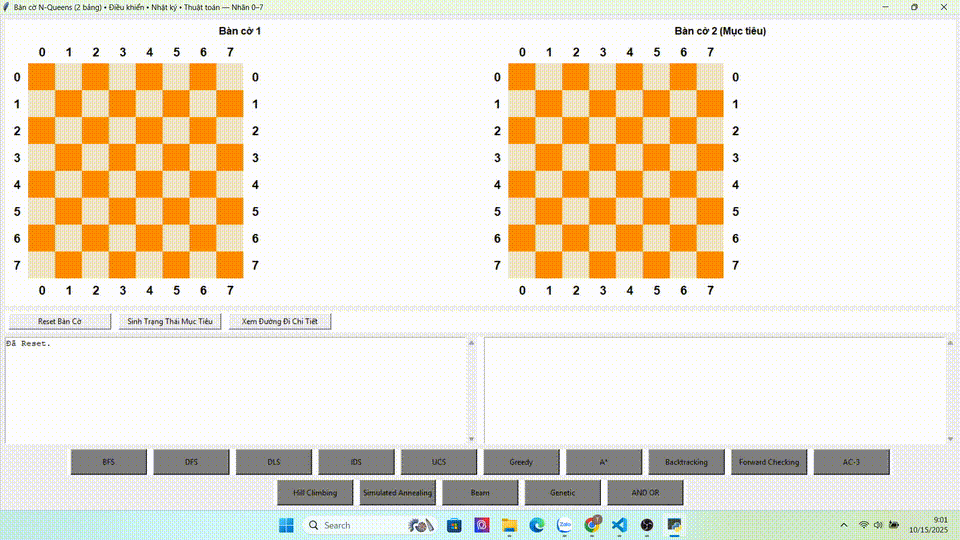 Bàn cờ N-Queens (2 bảng) • Điều khiển • Nhật ký • Thuật toán — Nhãn 0–7
Bàn cờ 1 Bàn cờ 2 (Mục tiêu)
0 1 2 3 4 5 6 7 0 1 2 3 4 5 6 7
0 0 0 0
1 1 1 1
2 2 2 2
3 3 3 3
4 4 4 4
5 5 5 5
6 6 6 6
7 7 7 7
0 1 2 3 4 5 6 7 0 1 2 3 4 5 6 7
Reset Bàn Cờ Sinh Trạng Thái Mục Tiêu Xem Đường Đi Chi Tiết
Đã Reset.
BFS DFS DLS IDS UCS Greedy A* Backtracking Forward Checking AC-3
Hill Climbing Simulated Annealing Beam Genetic AND OR
Search Zalo 9:01
10/15/2025